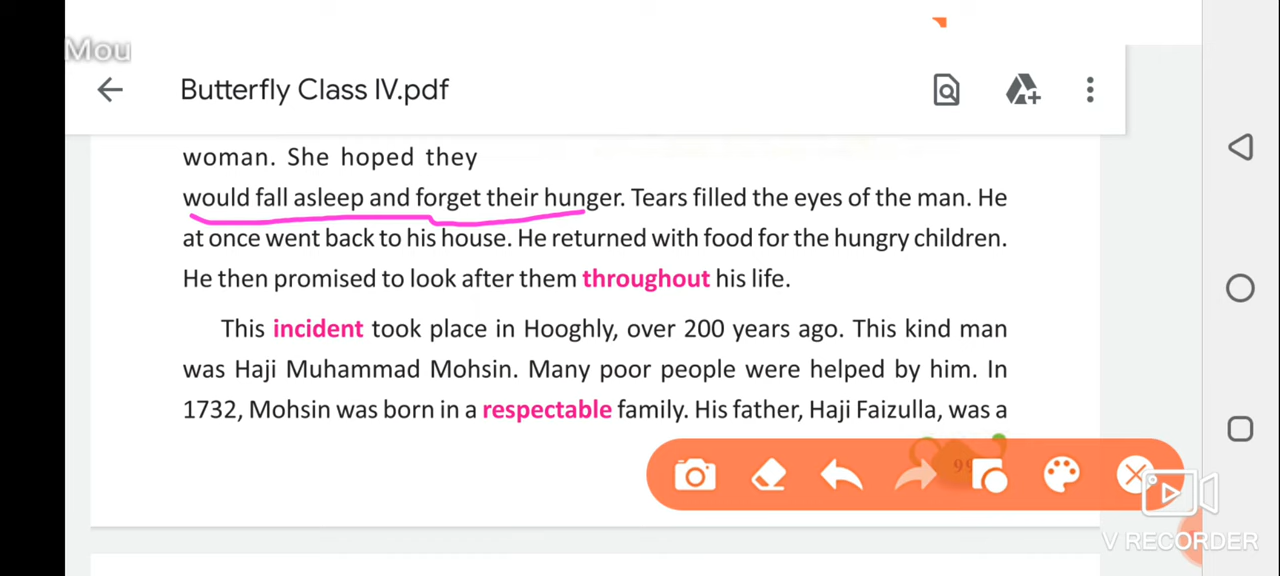 Mou
Butterfly Class IV.pdf
woman. She hoped they
would fall asleep and forget their hunger. Tears filled the eyes of the man. He
at once went back to his house. He returned with food for the hungry children.
He then promised to look after them throughout his life.
This incident took place in Hooghly, over 200 years ago. This kind man
was Haji Muhammad Mohsin. Many poor people were helped by him. In
1732, Mohsin was born in a respectable family. His father, Haji Faizulla, was a
V RECORDER